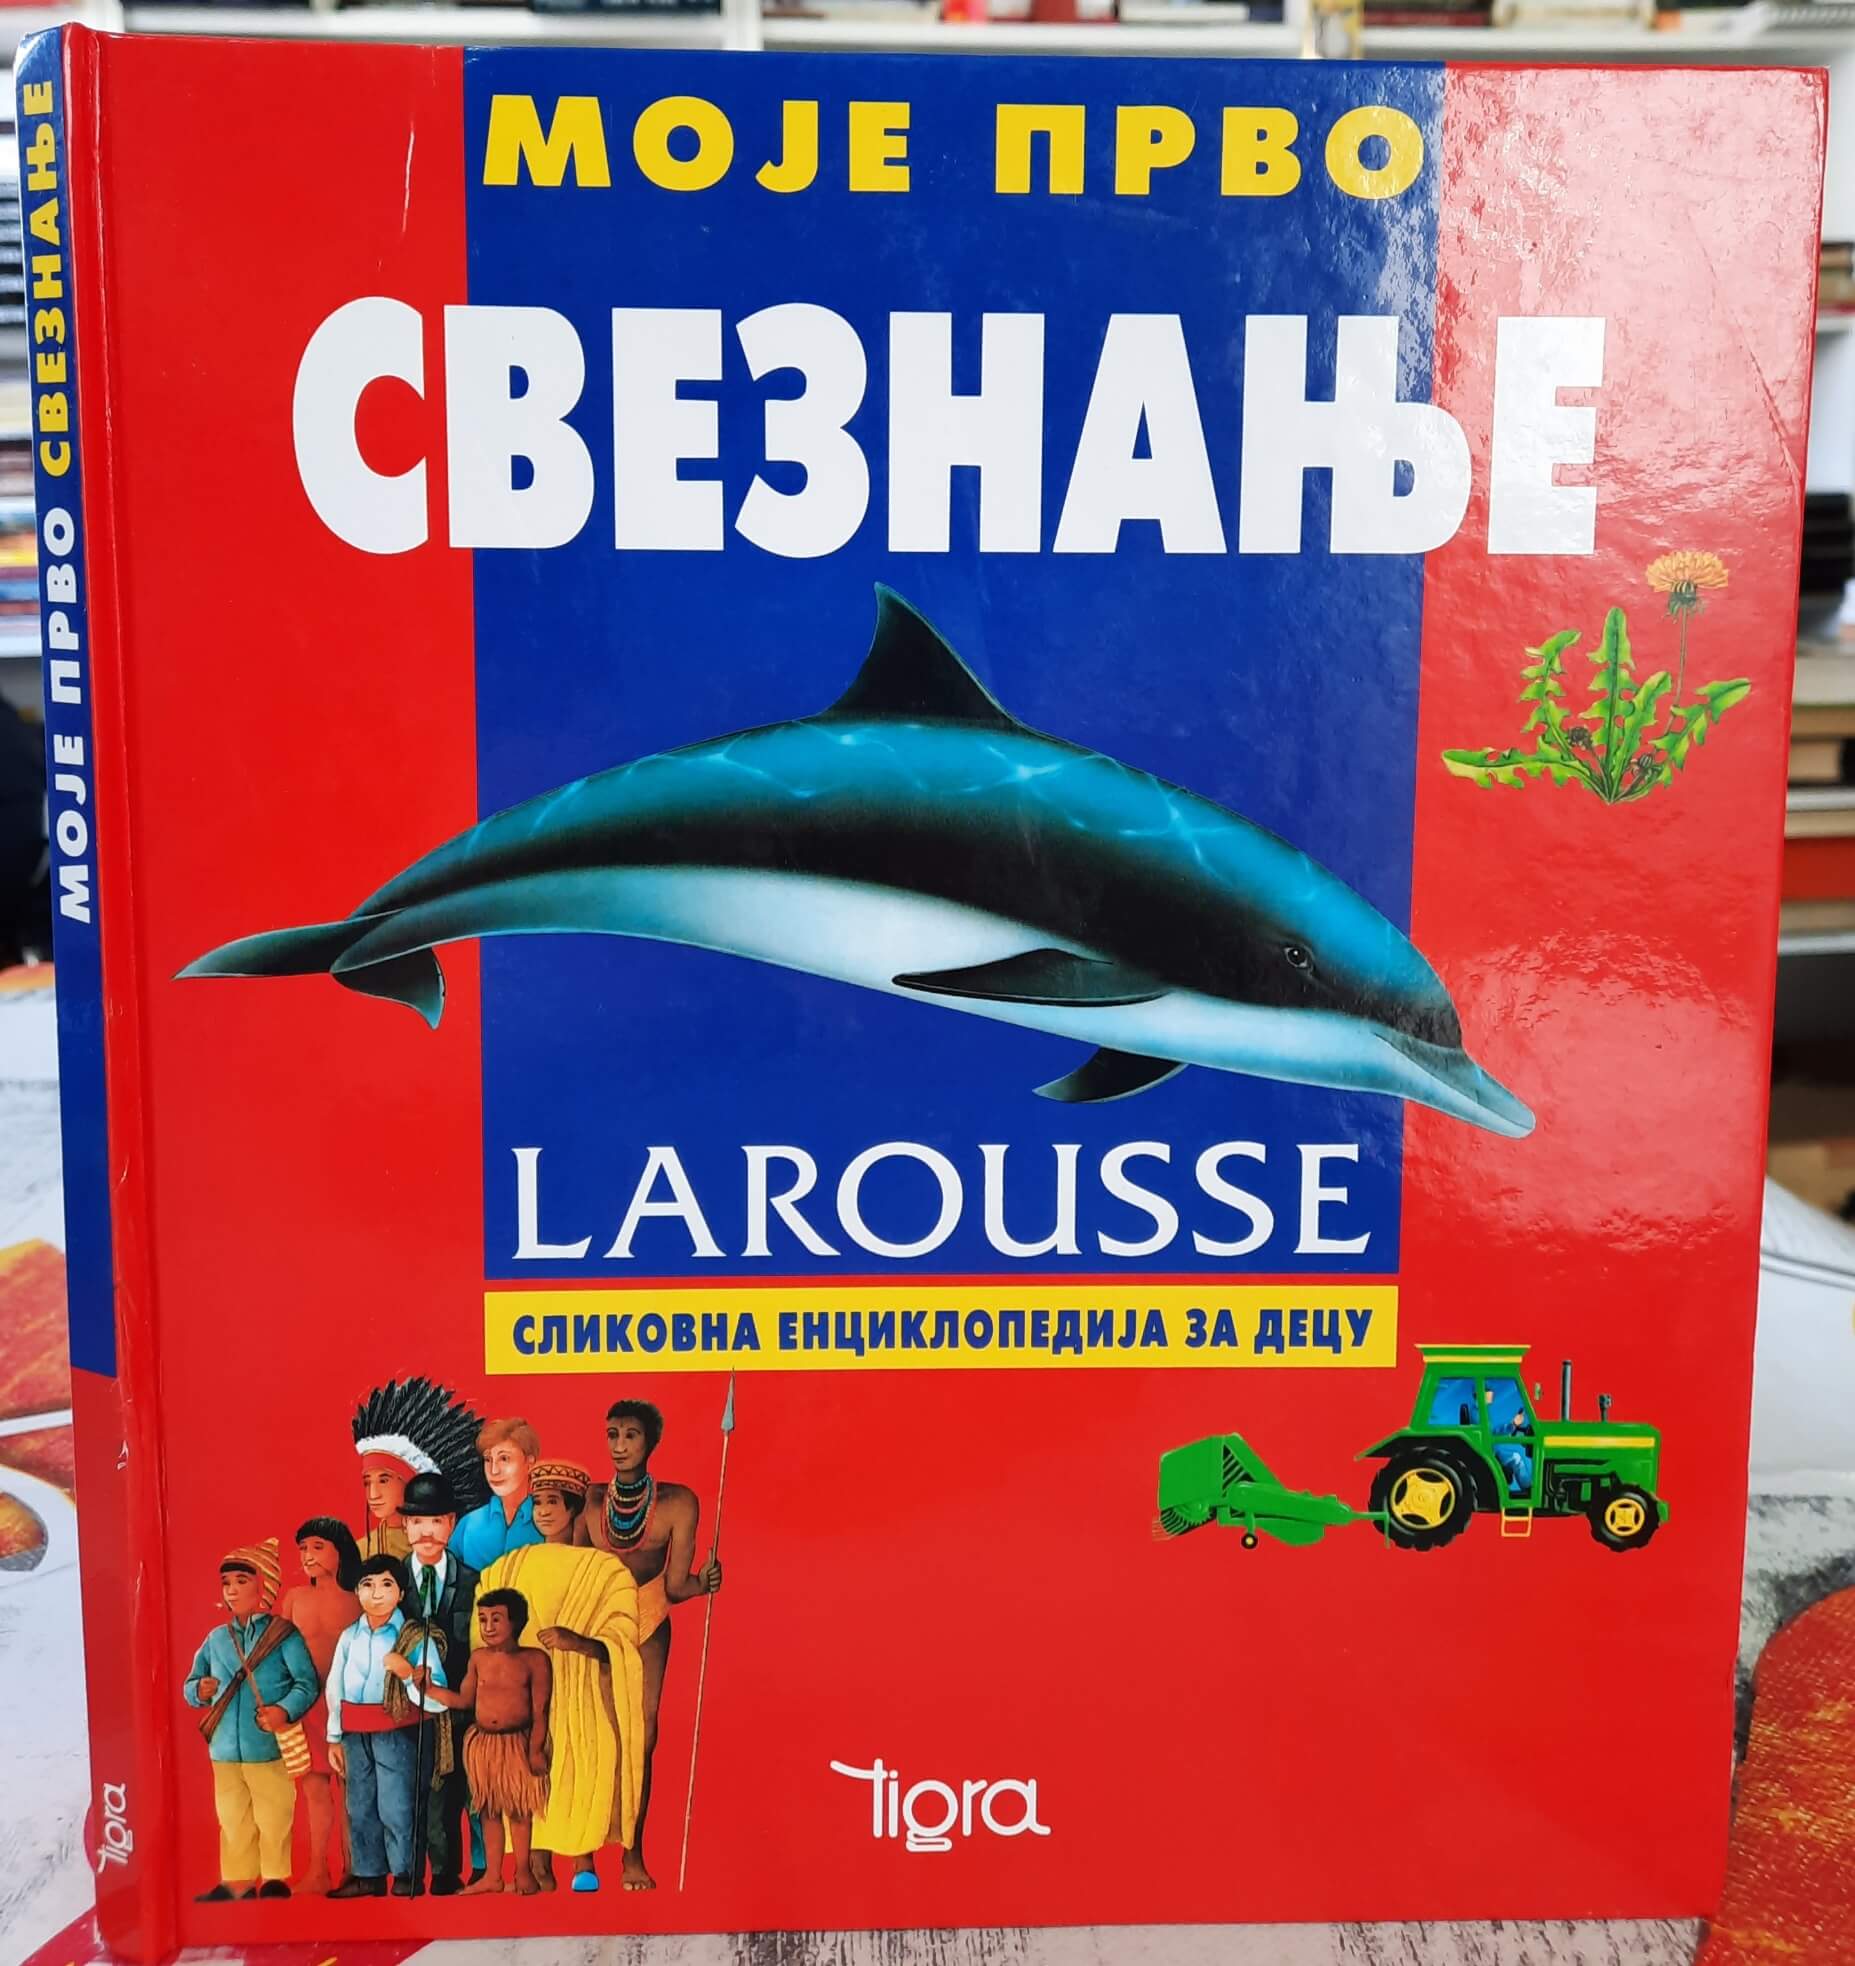 МОЈЕ ПРВО
СВЕЗНАЊЕ
LAROUSSE
СЛИКОВНА ЕНЦИКЛОПЕДИЈА ЗА ДЕЦУ
tigra
МОЈЕ ПРВО СВЕЗНАЊЕ
tigra